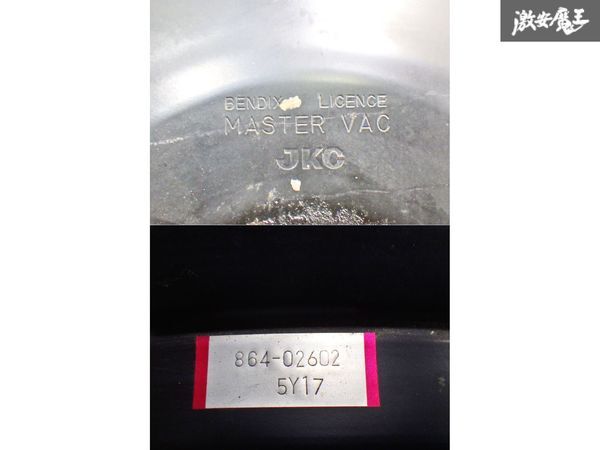 激安魔王
BENDIX LICENCE
MASTER VAC
JKC
864-02602
5Y17